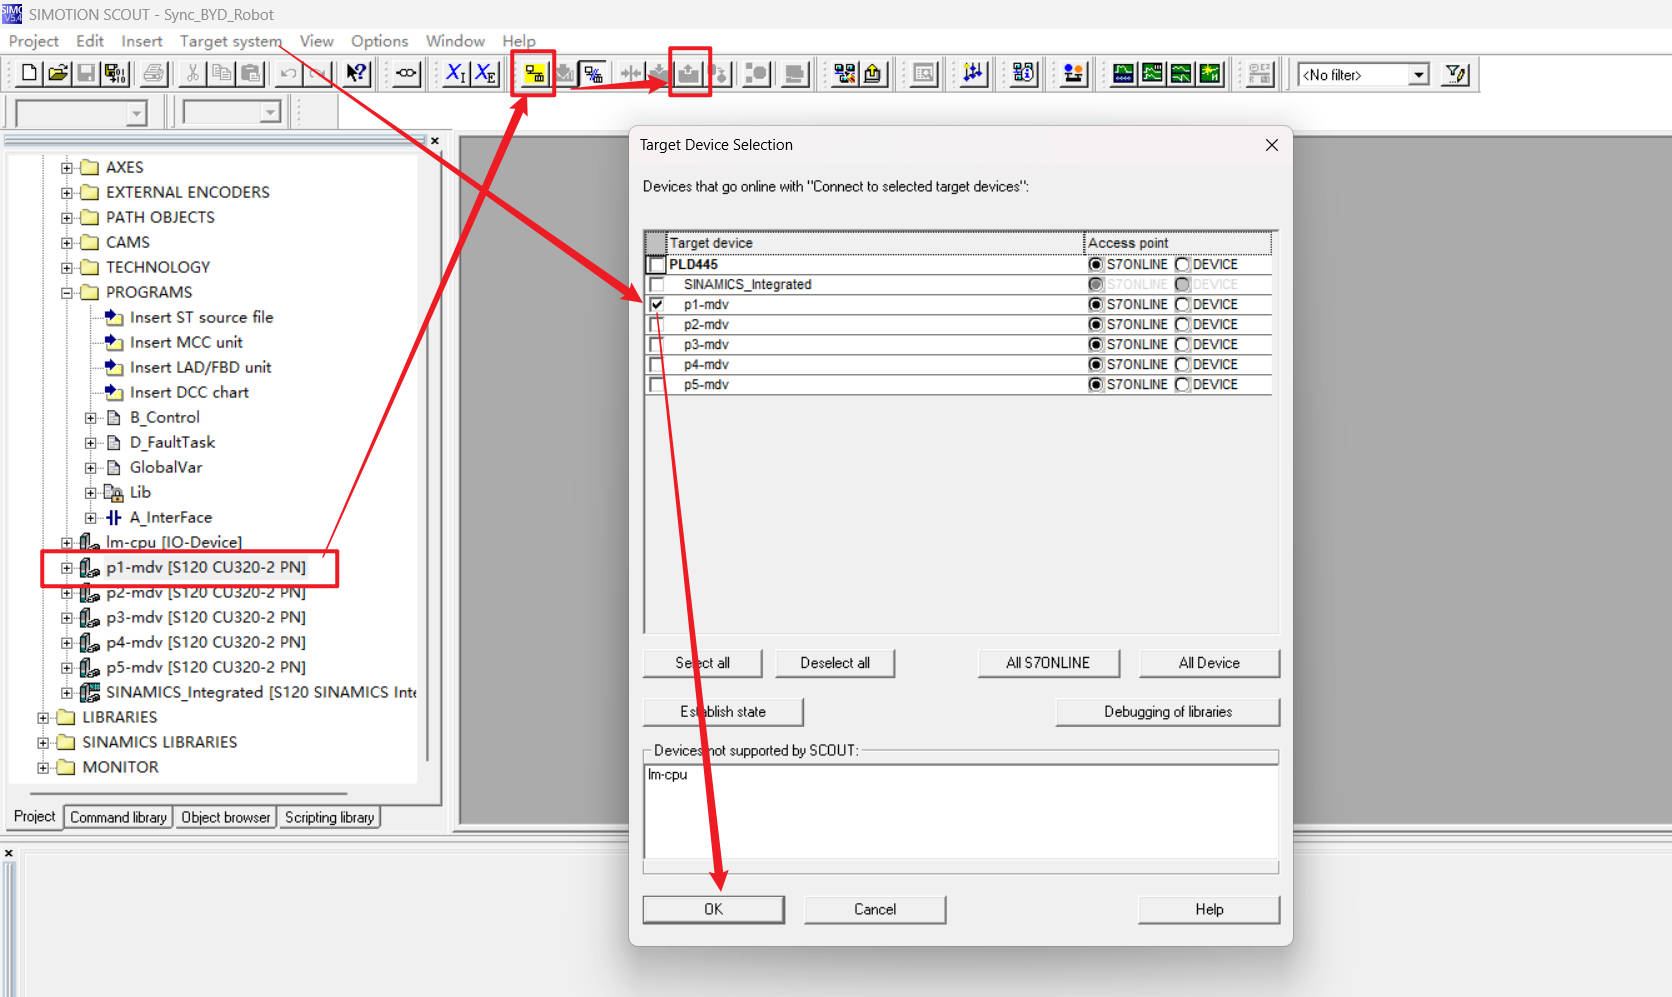 SIMOTION SCOUT - Sync_BYD_Robot
Project Edit Insert Target system View Options Window Help
<No filter>
AXES
EXTERNAL ENCODERS
PATH OBJECTS
CAMS
TECHNOLOGY
PROGRAMS
Insert ST source file
Insert MCC unit
Insert LAD/FBD unit
Insert DCC chart
B_Control
D_FaultTask
GlobalVar
Lib
A_InterFace
lm-cpu [IO-Device]
p1-mdv [S120 CU320-2 PN]
p2-mdv [S120 CU320-2 PN]
p3-mdv [S120 CU320-2 PN]
p4-mdv [S120 CU320-2 PN]
p5-mdv [S120 CU320-2 PN]
SINAMICS_Integrated [S120 SINAMICS Inte
LIBRARIES
SINAMICS LIBRARIES
MONITOR
Project Command library Object browser Scripting library
Target Device Selection
Devices that go online with "Connect to selected target devices":
Target device Access point
PLD445 S7ONLINE DEVICE
SINAMICS_Integrated S7ONLINE DEVICE
p1-mdv S7ONLINE DEVICE
p2-mdv S7ONLINE DEVICE
p3-mdv S7ONLINE DEVICE
p4-mdv S7ONLINE DEVICE
p5-mdv S7ONLINE DEVICE
Select all Deselect all All S7ONLINE All Device
Establish state Debugging of libraries
Devices not supported by SCOUT:
lm-cpu
OK Cancel Help